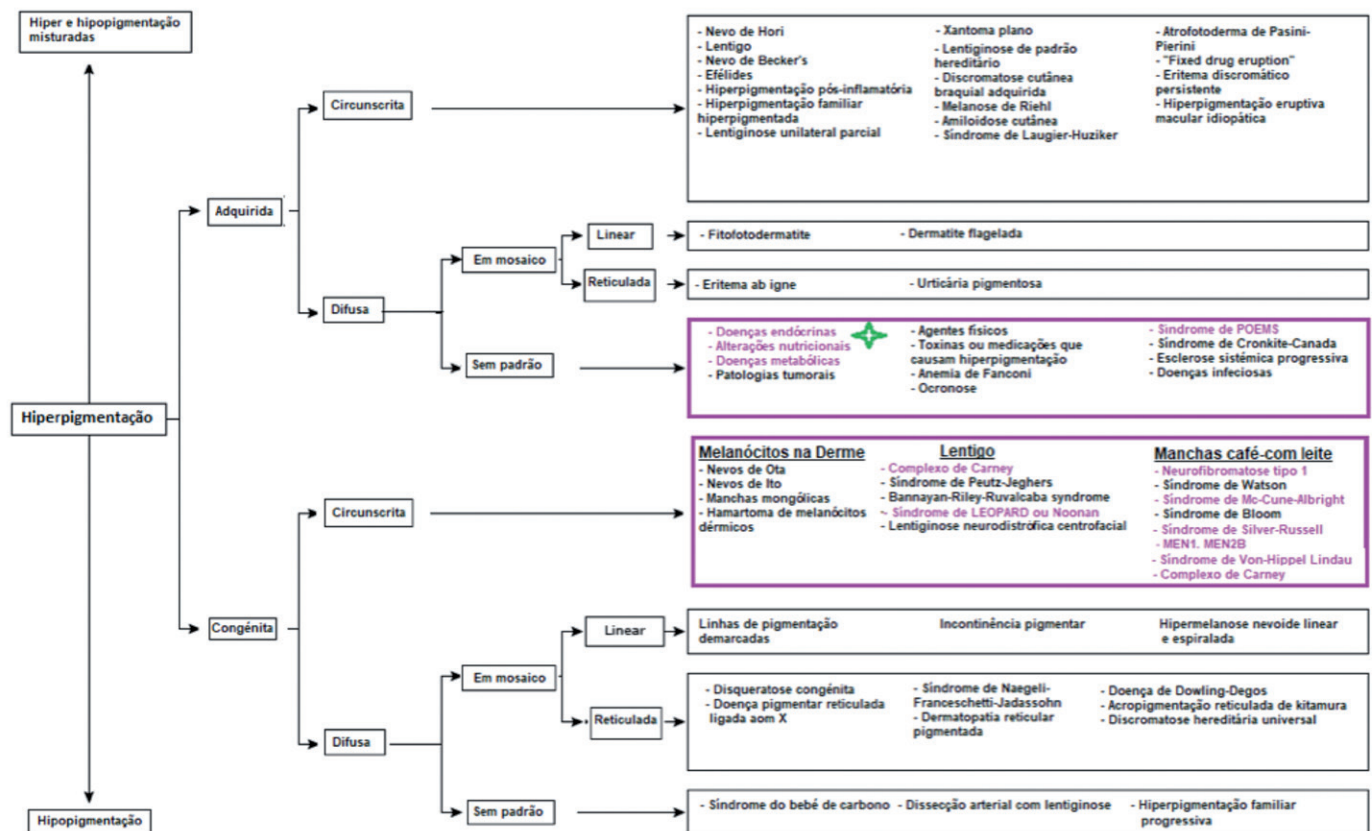 Hiper e hipopigmentação
misturadas
- Nevo de Hori
- Lentigo
- Nevo de Becker's
- Efélides
- Hiperpigmentação pós-inflamatória
- Hiperpigmentação familiar
hiperpigmentada
- Lentiginose unilateral parcial
- Xantoma plano
- Lentiginose de padrão
hereditário
- Discromatose cutânea
braquial adquirida
- Melanose de Riehl
- Amiloidose cutânea
- Síndrome de Laugier-Huziker
- Atrofotoderma de Pasini-
Pierini
- "Fixed drug eruption"
- Eritema discromático
persistente
- Hiperpigmentação eruptiva
macular idiopática
Circunscrita
Adquirida
Linear
- Fitofotodermatite
- Dermatite flagelada
Em mosaico
Reticulada
- Eritema ab igne
- Urticária pigmentosa
Difusa
Sem padrão
- Doenças endócrinas
- Alterações nutricionais
- Doenças metabólicas
- Patologias tumorais
- Agentes físicos
- Toxinas ou medicações que
causam hiperpigmentação
- Anemia de Fanconi
- Ocronose
- Síndrome de POEMS
- Síndrome de Cronkite-Canada
- Esclerose sistémica progressiva
- Doenças infeciosas
Hiperpigmentação
Melanócitos na Derme
- Nevos de Ota
- Nevos de Ito
- Manchas mongólicas
- Hamartoma de melanócitos
dérmicos
Lentigo
- Complexo de Carney
- Síndrome de Peutz-Jeghers
- Bannayan-Riley-Ruvalcaba syndrome
~ Síndrome de LEOPARD ou Noonan
- Lentiginose neurodistrófica centrofacial
Manchas café-com leite
- Neurofibromatose tipo 1
- Síndrome de Watson
- Síndrome de Mc-Cune-Albright
- Síndrome de Bloom
- Síndrome de Silver-Russell
- MEN1. MEN2B
- Síndrome de Von-Hippel Lindau
- Complexo de Carney
Circunscrita
Congénita
Linear
Linhas de pigmentação
demarcadas
Incontinência pigmentar
Hipermelanose nevoide linear
e espiralada
Em mosaico
Reticulada
- Disqueratose congénita
- Doença pigmentar reticulada
ligada aom X
- Síndrome de Naegeli-
Franceschetti-Jadassohn
- Dermatopatia reticular
pigmentada
- Doença de Dowling-Degos
- Acropigmentação reticulada de kitamura
- Discromatose hereditária universal
Difusa
Sem padrão
- Síndrome do bebé de carbono
- Dissecção arterial com lentiginose
- Hiperpigmentação familiar
progressiva
Hipopigmentação